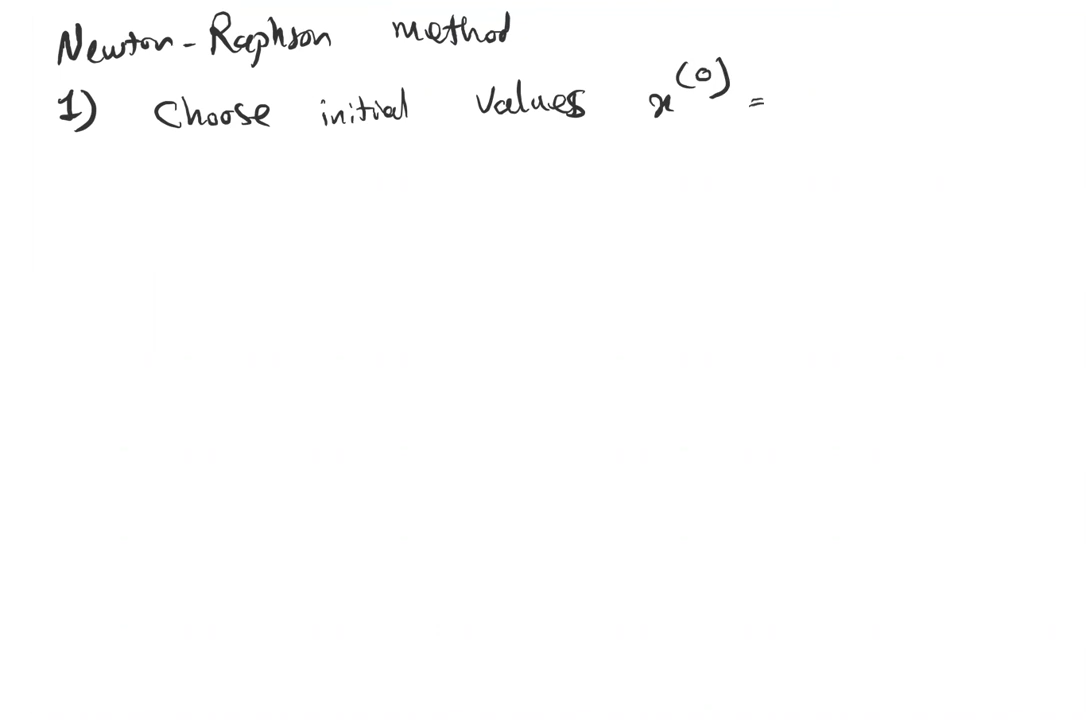 Newton-Raphson method
1) Choose initial values x^(0) =